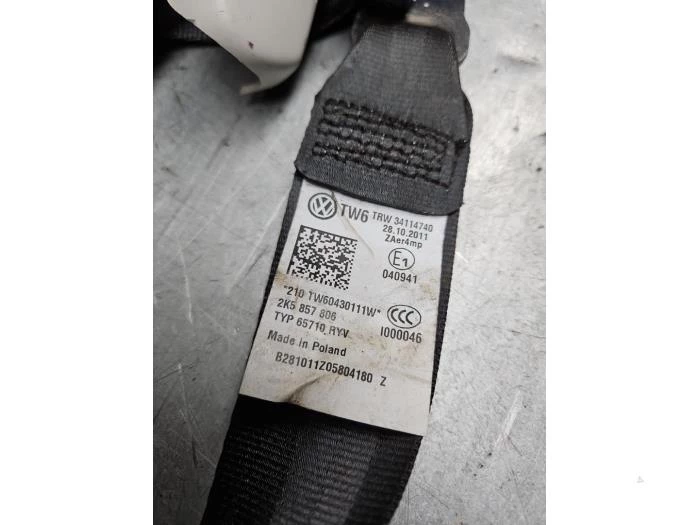 TW6 TRW 34114740
28.10.2011
ZAer4mp
E1
040941
*210 TW60430111W*
2K5 857 806
CCC
TYP 65710 RYV
I000046
Made in Poland
B281011Z05804180 Z